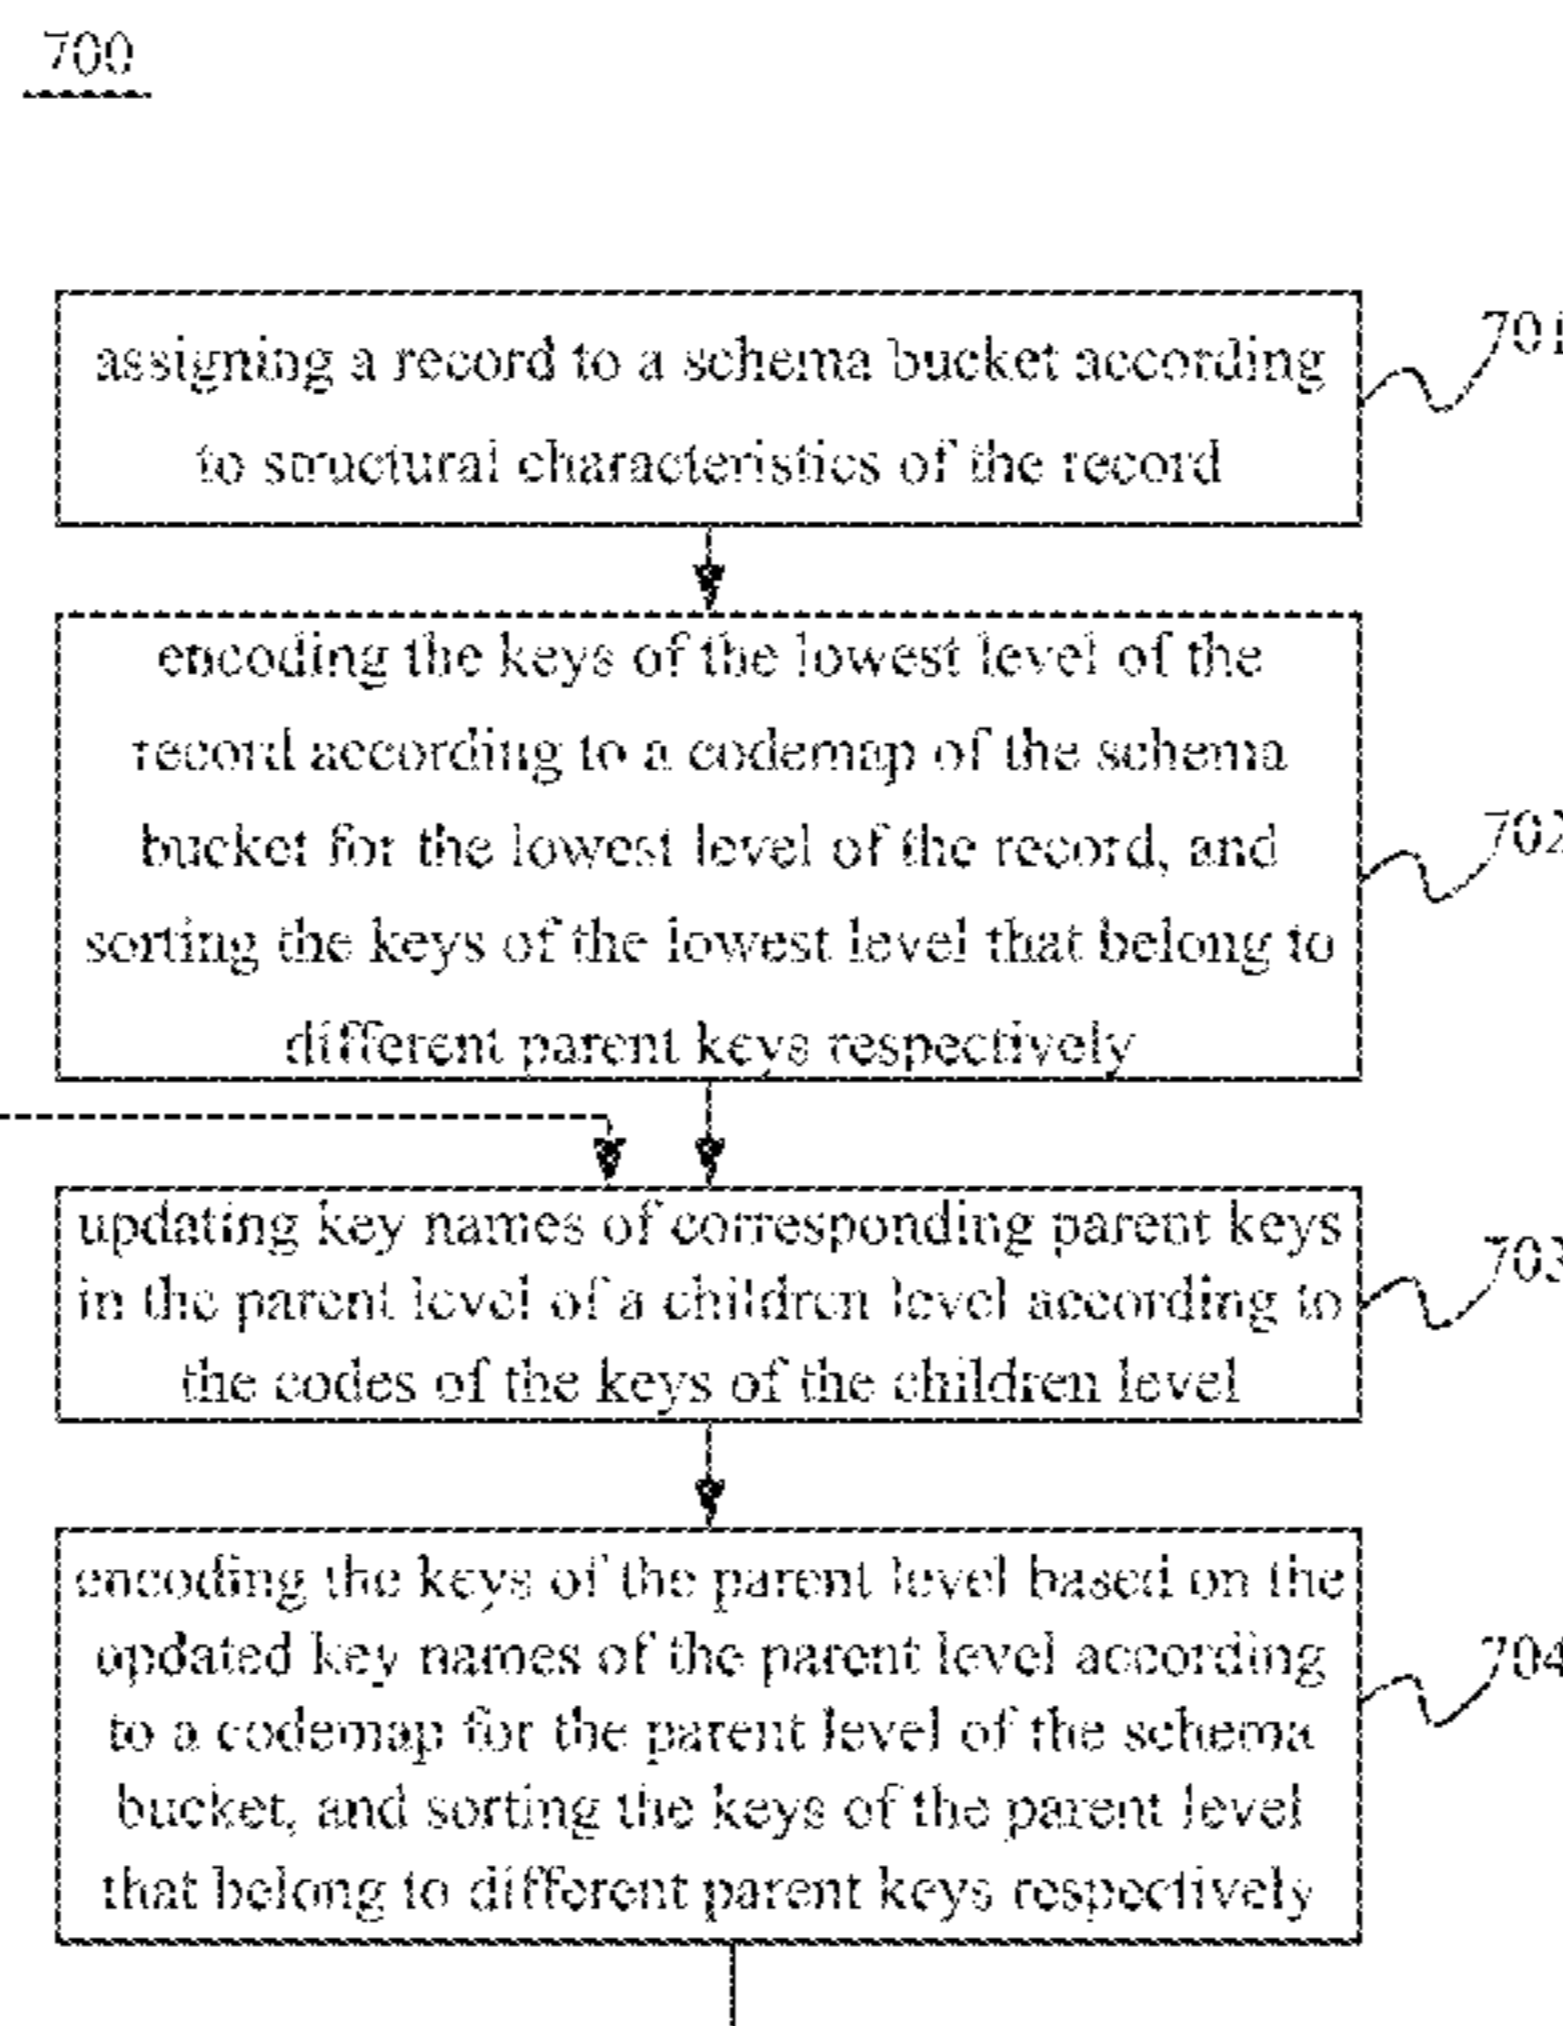 700
assigning a record to a schema bucket according
to structural characteristics of the record
701
encoding the keys of the lowest level of the
record according to a codemap of the schema
bucket for the lowest level of the record, and
sorting the keys of the lowest level that belong to
different parent keys respectively
702
updating key names of corresponding parent keys
in the parent level of a children level according to
the codes of the keys of the children level
703
encoding the keys of the parent level based on the
updated key names of the parent level according
to a codemap for the parent level of the schema
bucket, and sorting the keys of the parent level
that belong to different parent keys respectively
704